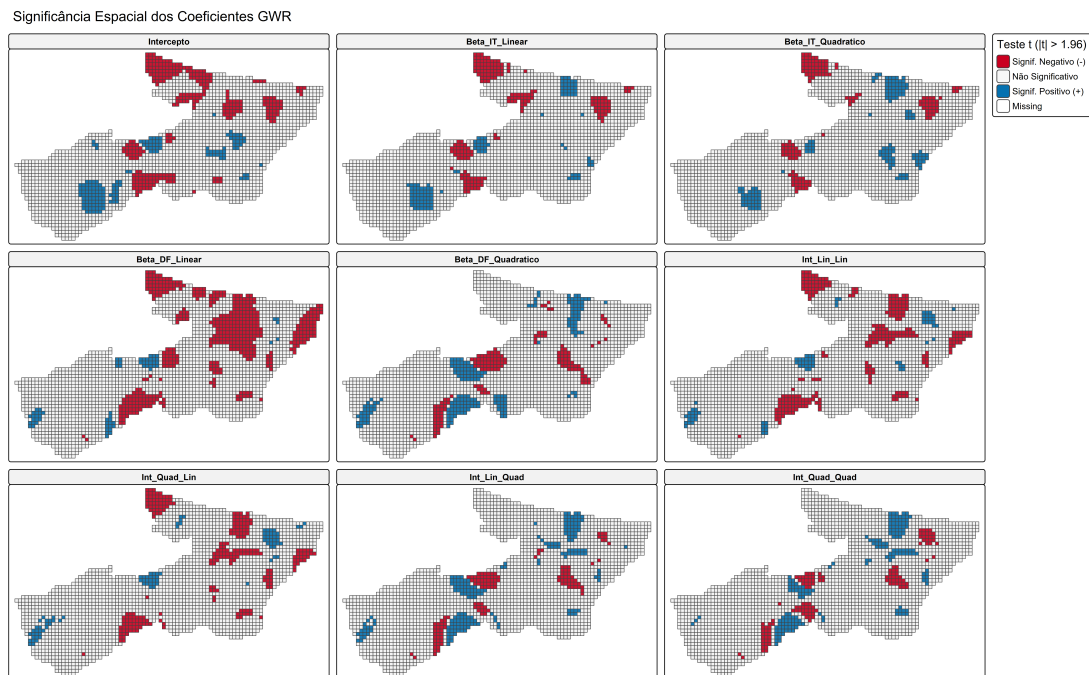 Significância Espacial dos Coeficientes GWR
Intercepto
Beta_IT_Linear
Beta_IT_Quadratico
Teste t (|t| > 1.96)
Signif. Negativo (-)
Não Significativo
Signif. Positivo (+)
Missing
Beta_DF_Linear
Beta_DF_Quadratico
Int_Lin_Lin
Int_Quad_Lin
Int_Lin_Quad
Int_Quad_Quad